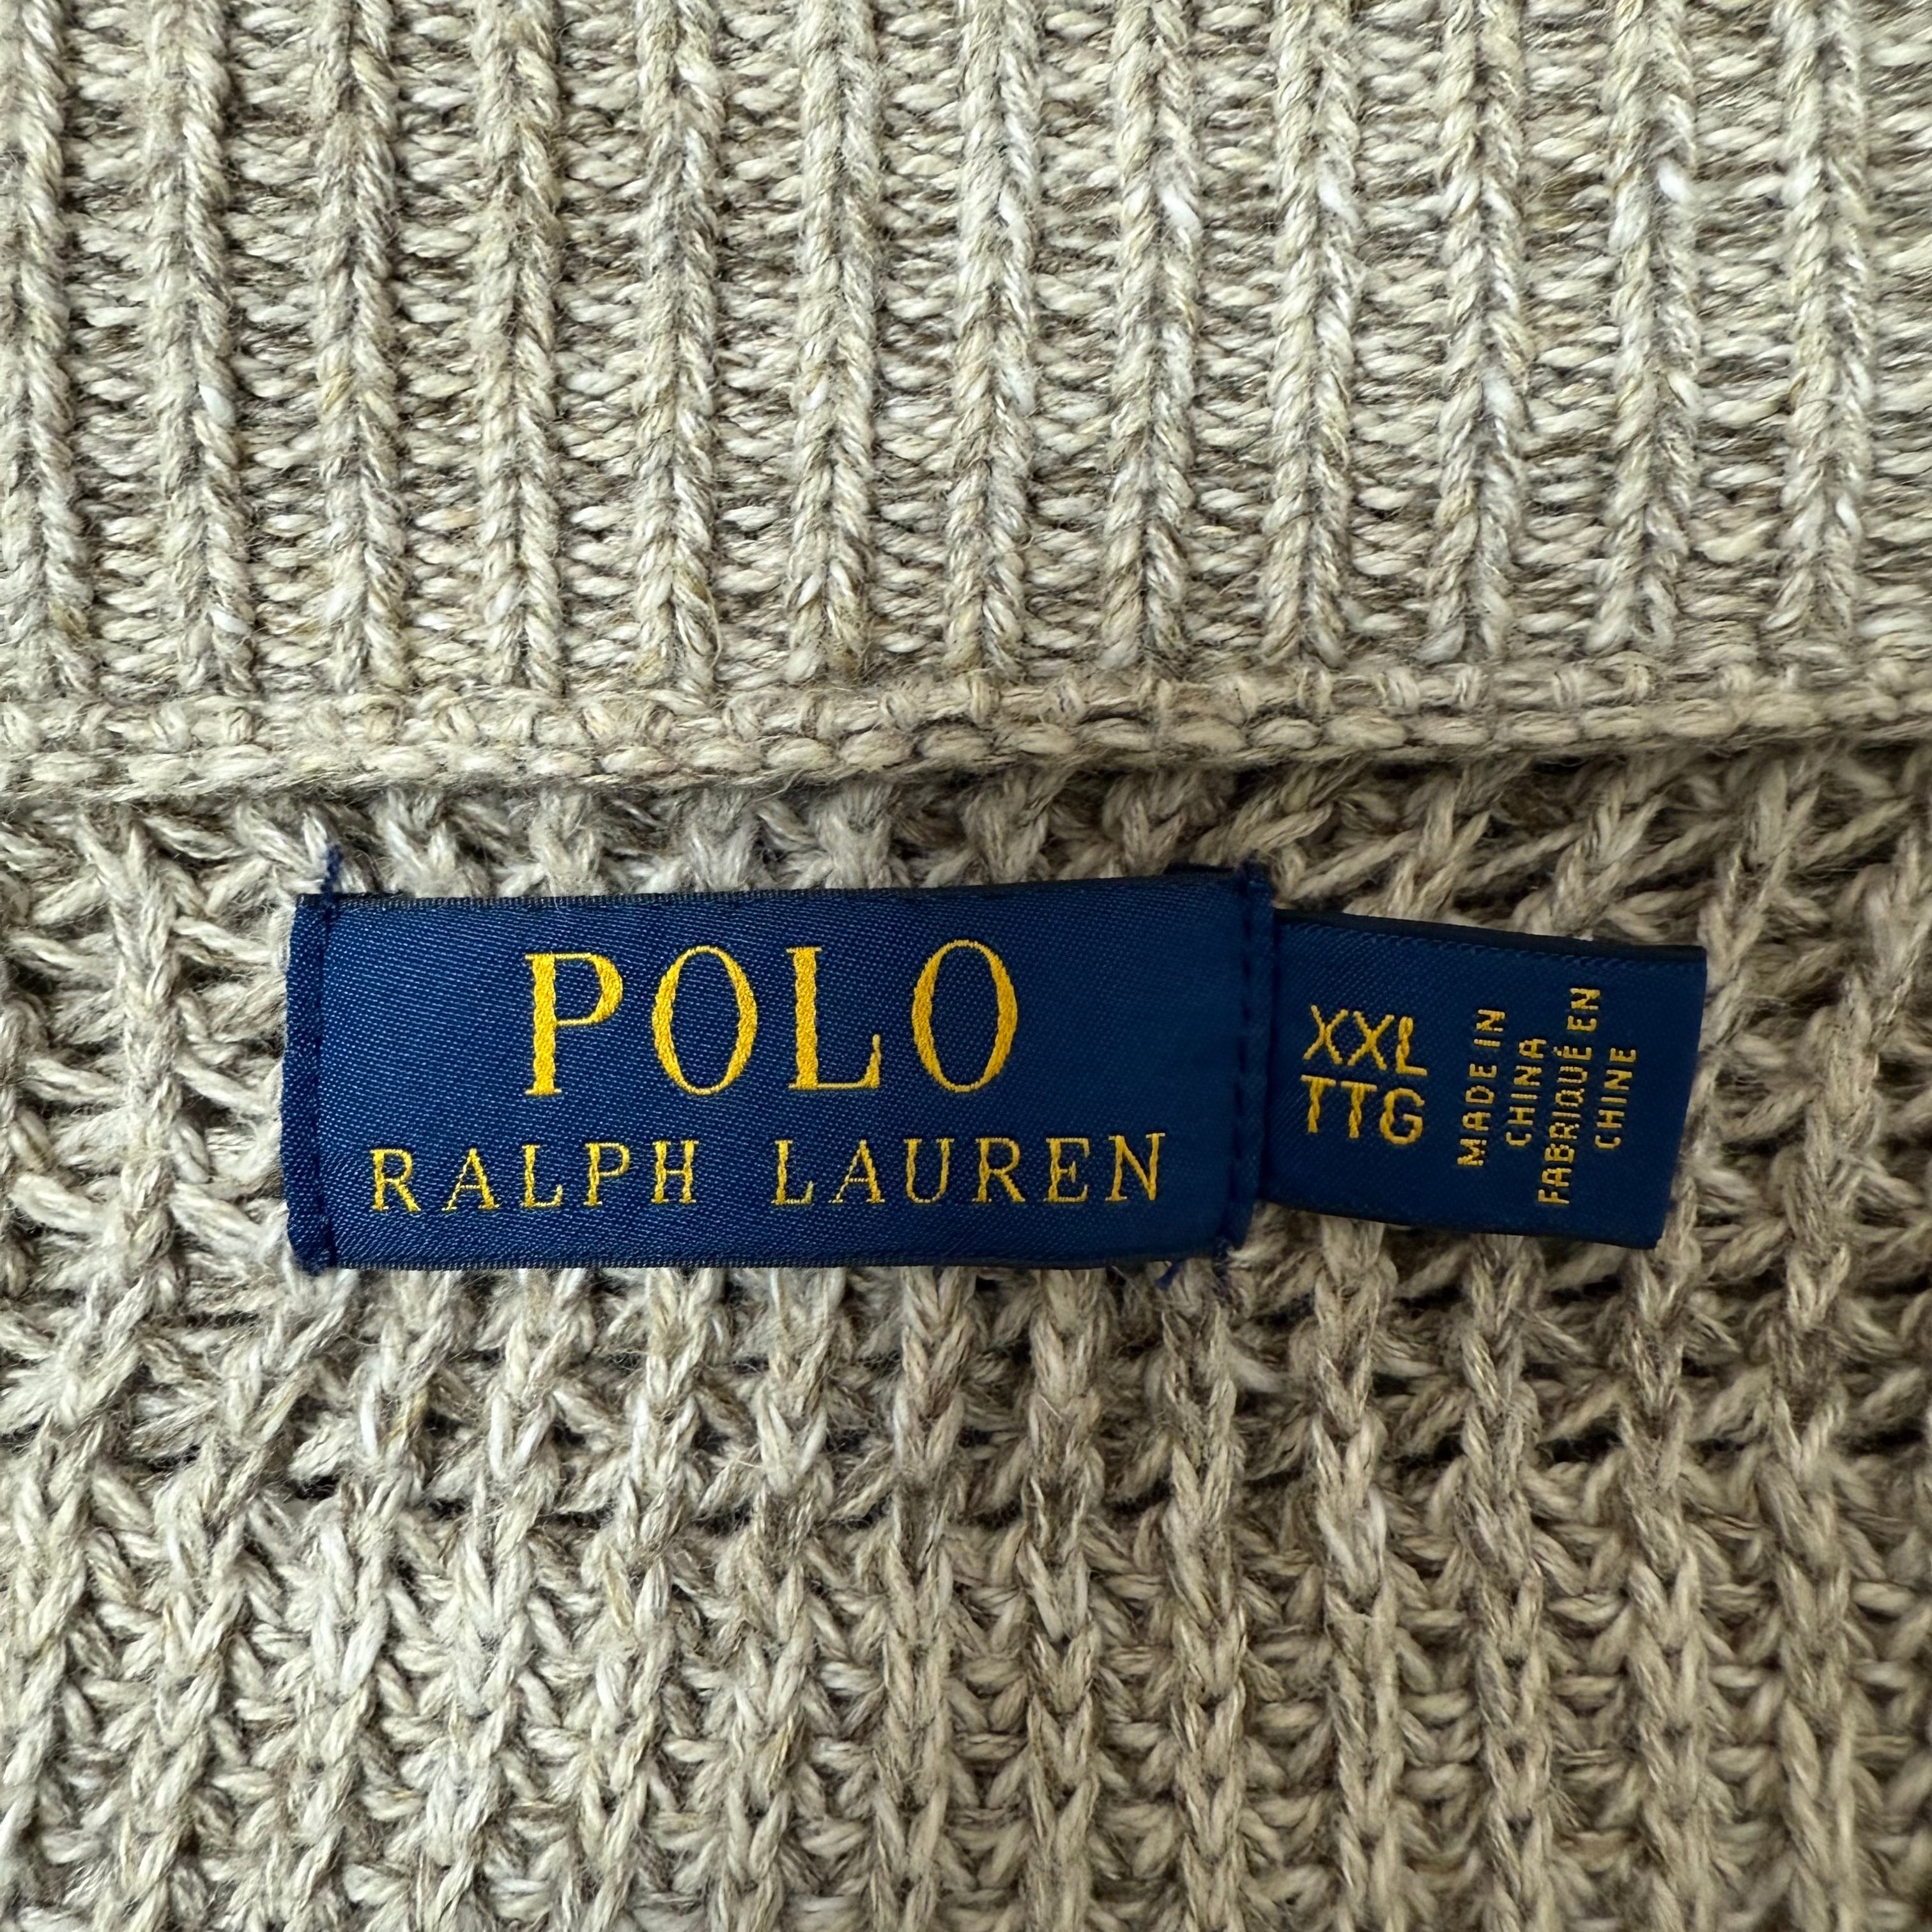 POLO
RALPH LAUREN
XXL
TTG
MADE IN
CHINA
FABRIQUÉ EN
CHINE